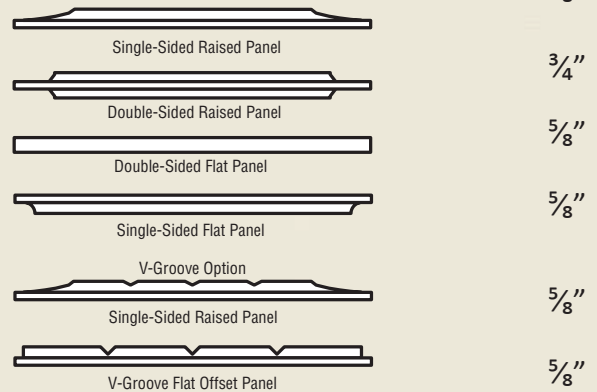 Single-Sided Raised Panel
3/4"
Double-Sided Raised Panel
5/8"
Double-Sided Flat Panel
5/8"
Single-Sided Flat Panel
V-Groove Option
5/8"
Single-Sided Raised Panel
5/8"
V-Groove Flat Offset Panel